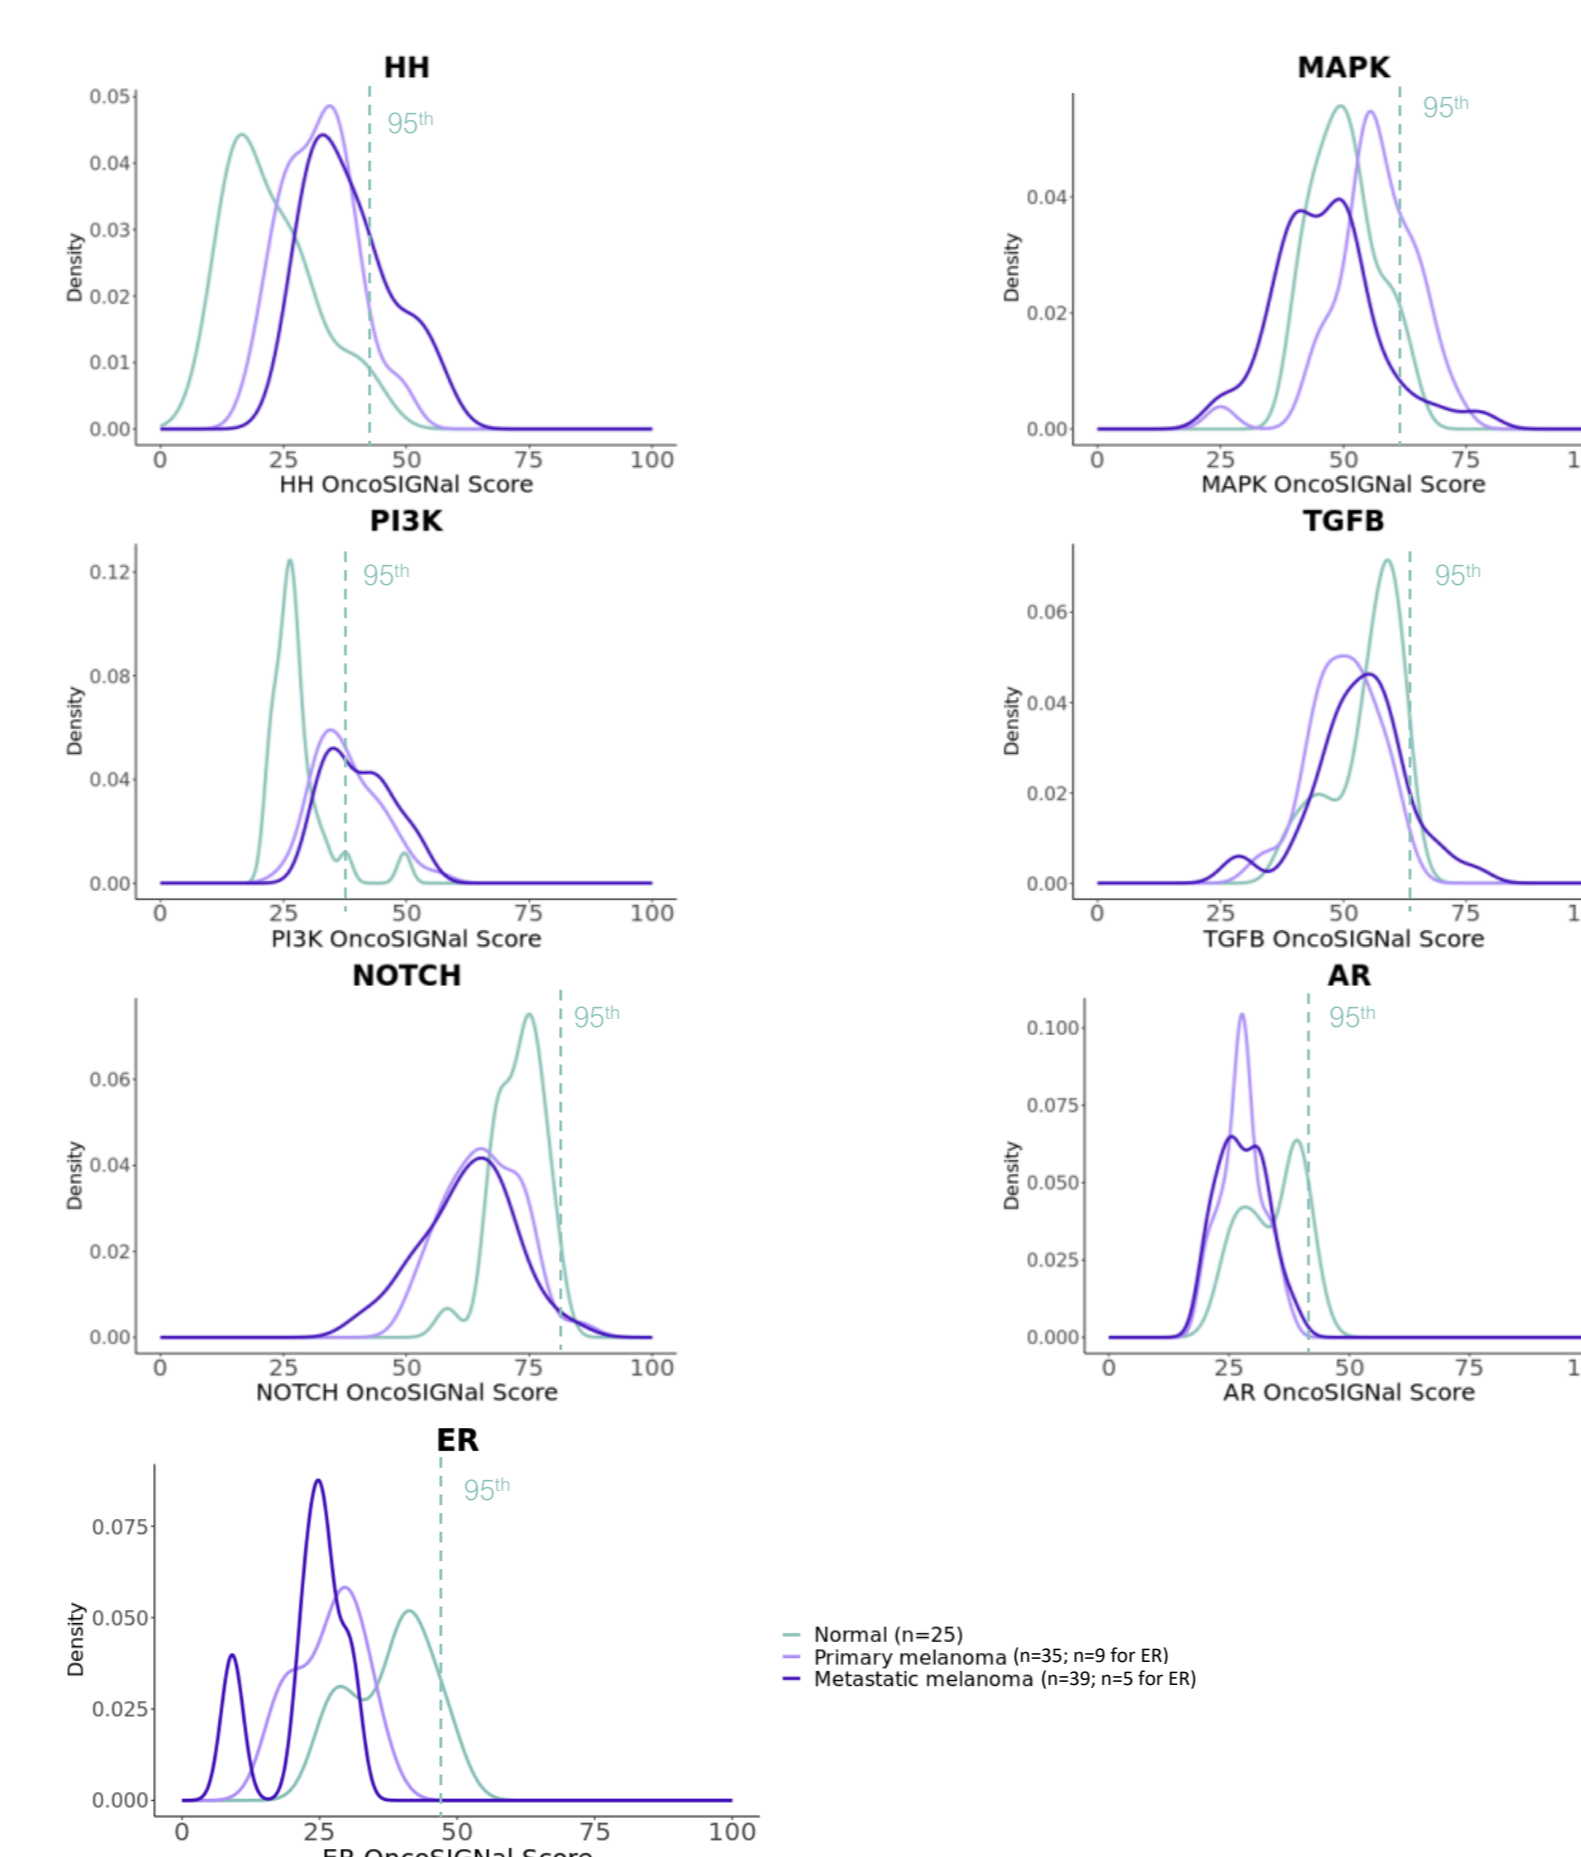 HH
95th
0.05
0.04
0.03
0.02
0.01
0.00
Density
0 25 50 75 100
HH OncoSIGNal Score
MAPK
95th
0.04
0.02
0.00
Density
0 25 50 75 1
MAPK OncoSIGNal Score
PI3K
95th
0.12
0.08
0.04
0.00
Density
0 25 50 75 100
PI3K OncoSIGNal Score
TGFB
95th
0.06
0.04
0.02
0.00
Density
0 25 50 75 1
TGFB OncoSIGNal Score
NOTCH
95th
0.06
0.04
0.02
0.00
Density
0 25 50 75 100
NOTCH OncoSIGNal Score
AR
95th
0.100
0.075
0.050
0.025
0.000
Density
0 25 50 75 1
AR OncoSIGNal Score
ER
95th
0.075
0.050
0.025
0.000
Density
0 25 50 75 100
ER OncoSIGNal Score
Normal (n=25)
Primary melanoma (n=35; n=9 for ER)
Metastatic melanoma (n=39; n=5 for ER)